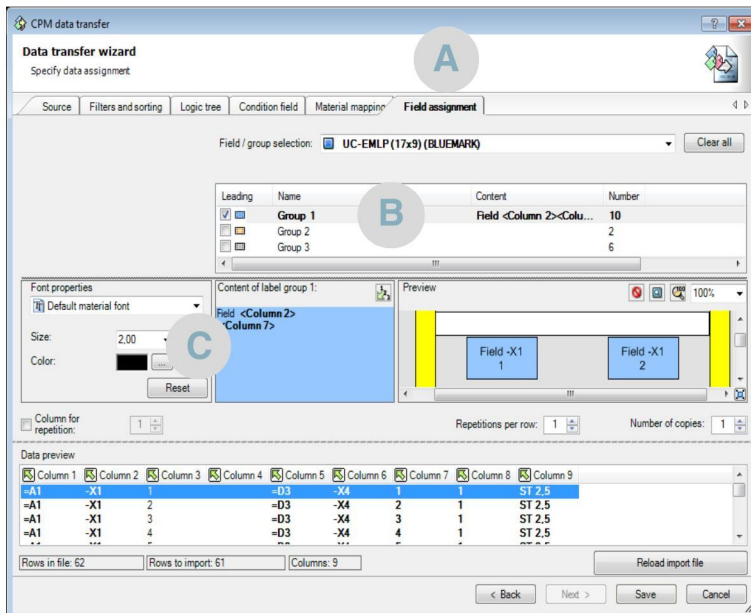 CPM data transfer
Data transfer wizard
Specify data assignment
A
Source Filters and sorting Logic tree Condition field Material mapping Field assignment
Field / group selection: UC-EMLP (17x9) (BLUEMARK) Clear all
Leading Name Content Number
Group 1 Field <Column 2><Colu... 10
B
Group 2 2
Group 3 6
Font properties
Default material font
Size: 2,00
Color: ...
Reset
C
Content of label group 1:
Field <Column 2>
<Column 7>
Preview 100%
Field -X1
1
Field -X1
2
Column for
repetition: 1
Repetitions per row: 1 Number of copies: 1
Data preview
Column 1 Column 2 Column 3 Column 4 Column 5 Column 6 Column 7 Column 8 Column 9
=A1 -X1 1 =D3 -X4 1 1 ST 2,5
=A1 -X1 2 =D3 -X4 2 1 ST 2,5
=A1 -X1 3 =D3 -X4 3 1 ST 2,5
=A1 -X1 4 =D3 -X4 4 1 ST 2,5
Rows in file: 62 Rows to import: 61 Columns: 9 Reload import file
< Back Next > Save Cancel